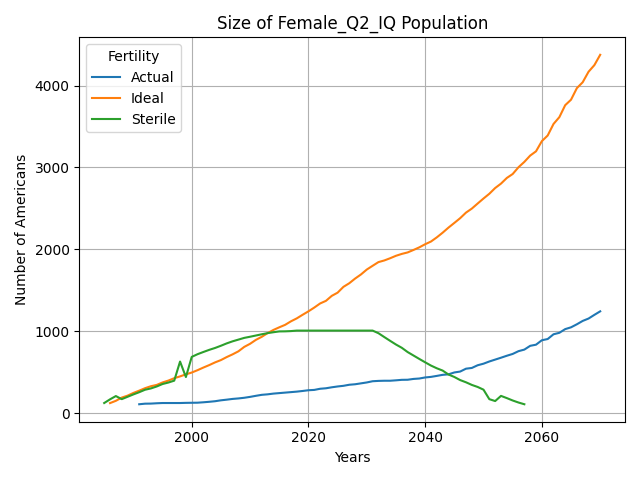 Size of Female_Q2_IQ Population
Fertility
Actual
Ideal
Sterile
Number of Americans
4000
3000
2000
1000
0
2000
2020
2040
2060
Years